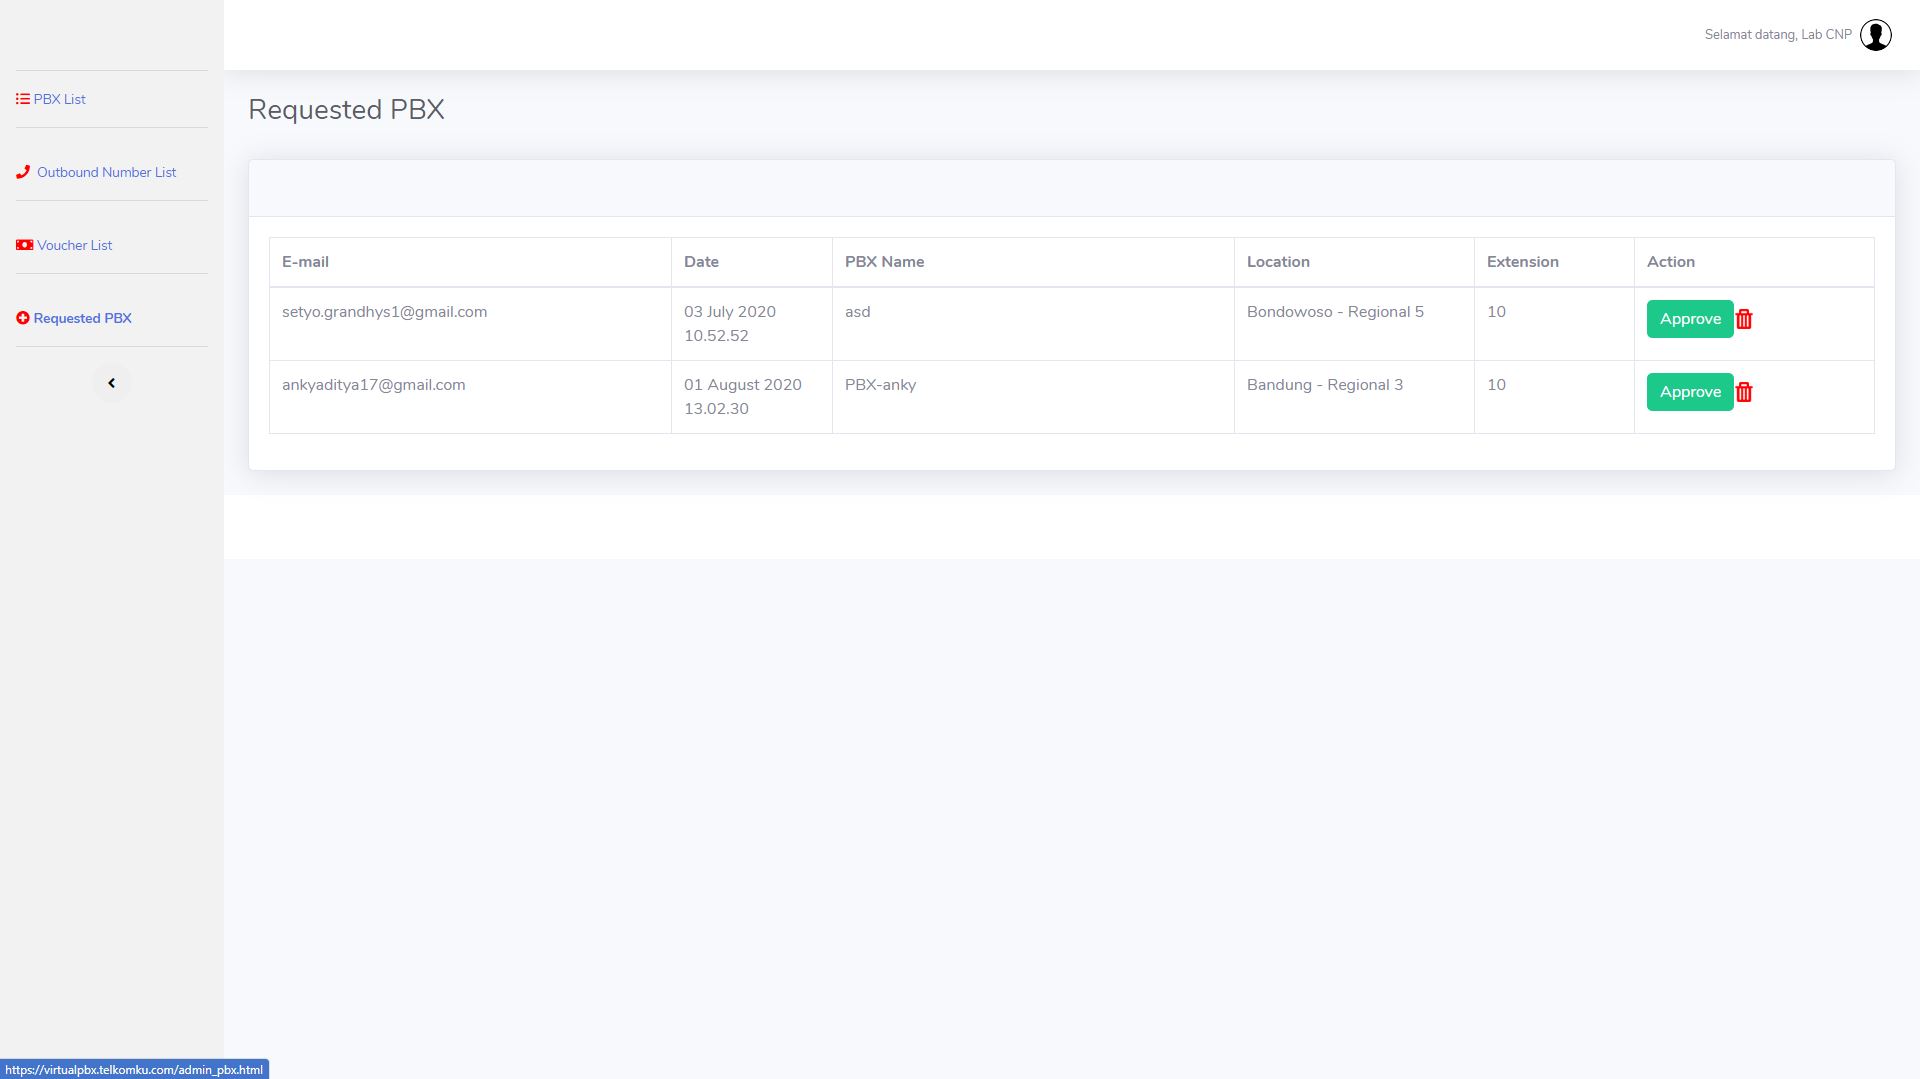 Selamat datang, Lab CNP
PBX List
Outbound Number List
Voucher List
Requested PBX
Requested PBX
E-mail Date PBX Name Location Extension Action
setyo.grandhys1@gmail.com 03 July 2020 asd Bondowoso - Regional 5 10 Approve
10.52.52
ankyaditya17@gmail.com 01 August 2020 PBX-anky Bandung - Regional 3 10 Approve
13.02.30
https://virtualpbx.telkomku.com/admin_pbx.html